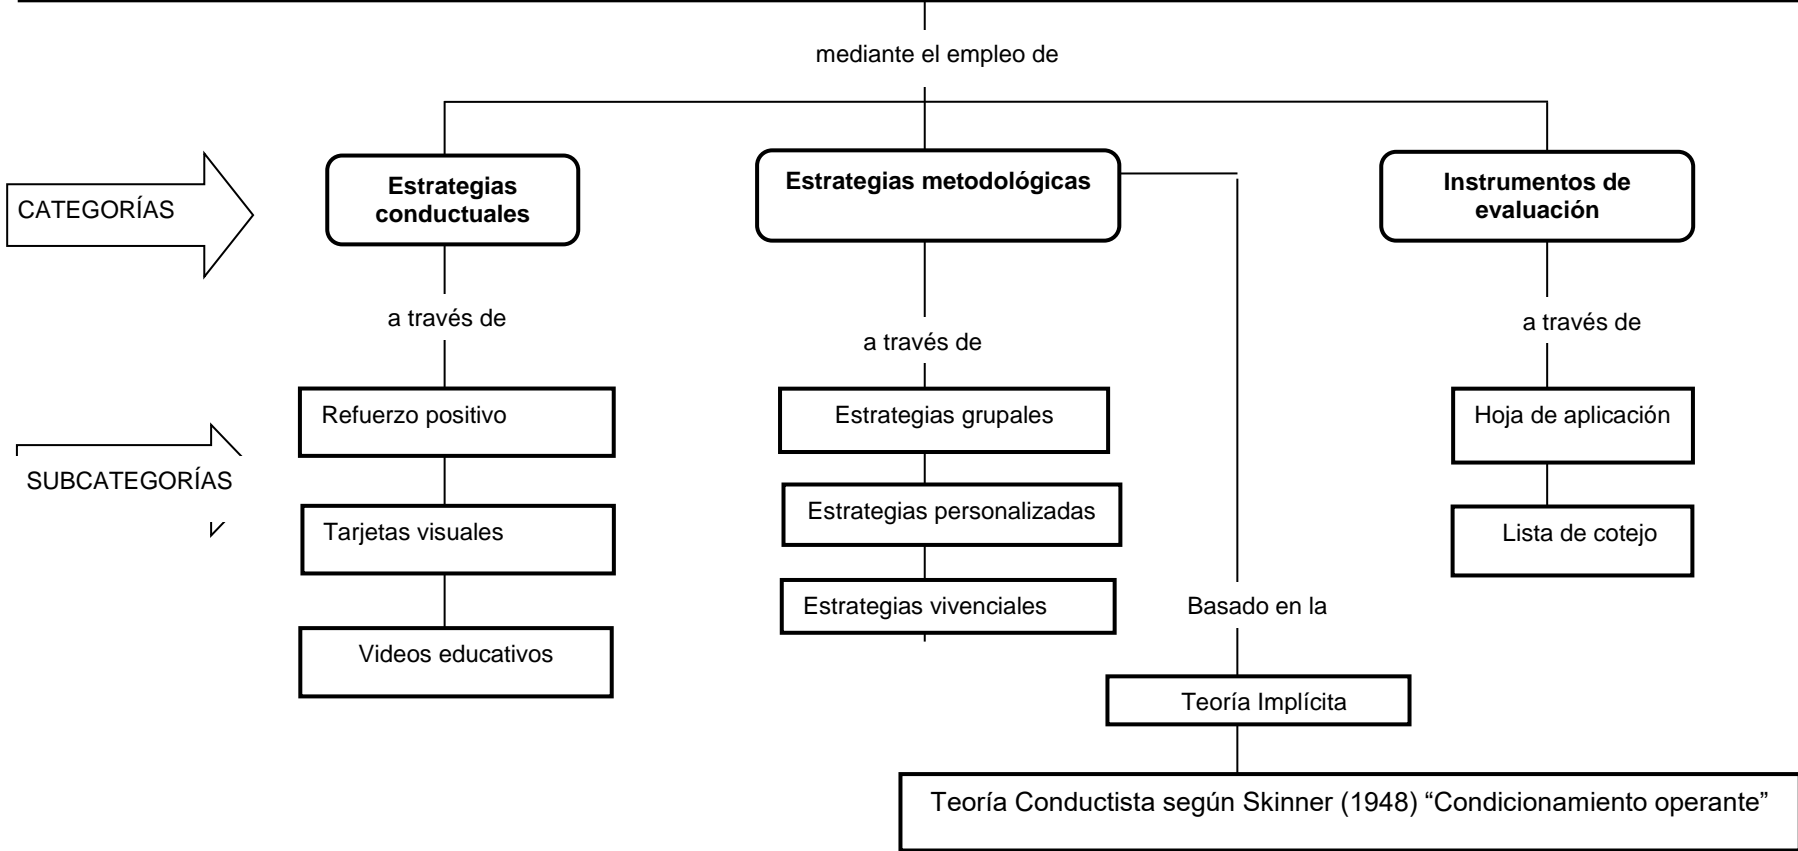 mediante el empleo de
CATEGORÍAS
Estrategias
conductuales
Estrategias metodológicas
Instrumentos de
evaluación
a través de
a través de
a través de
SUBCATEGORÍAS
Refuerzo positivo
Estrategias grupales
Hoja de aplicación
Tarjetas visuales
Estrategias personalizadas
Lista de cotejo
Videos educativos
Estrategias vivenciales
Basado en la
Teoría Implícita
Teoría Conductista según Skinner (1948) “Condicionamiento operante”